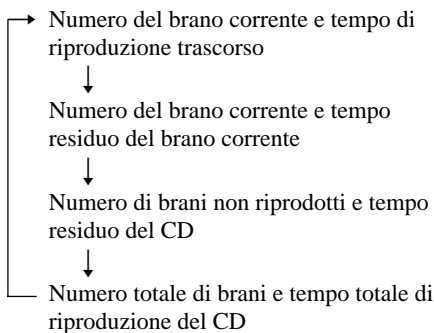 Numero del brano corrente e tempo di
riproduzione trascorso
Numero del brano corrente e tempo
residuo del brano corrente
Numero di brani non riprodotti e tempo
residuo del CD
Numero totale di brani e tempo totale di
riproduzione del CD